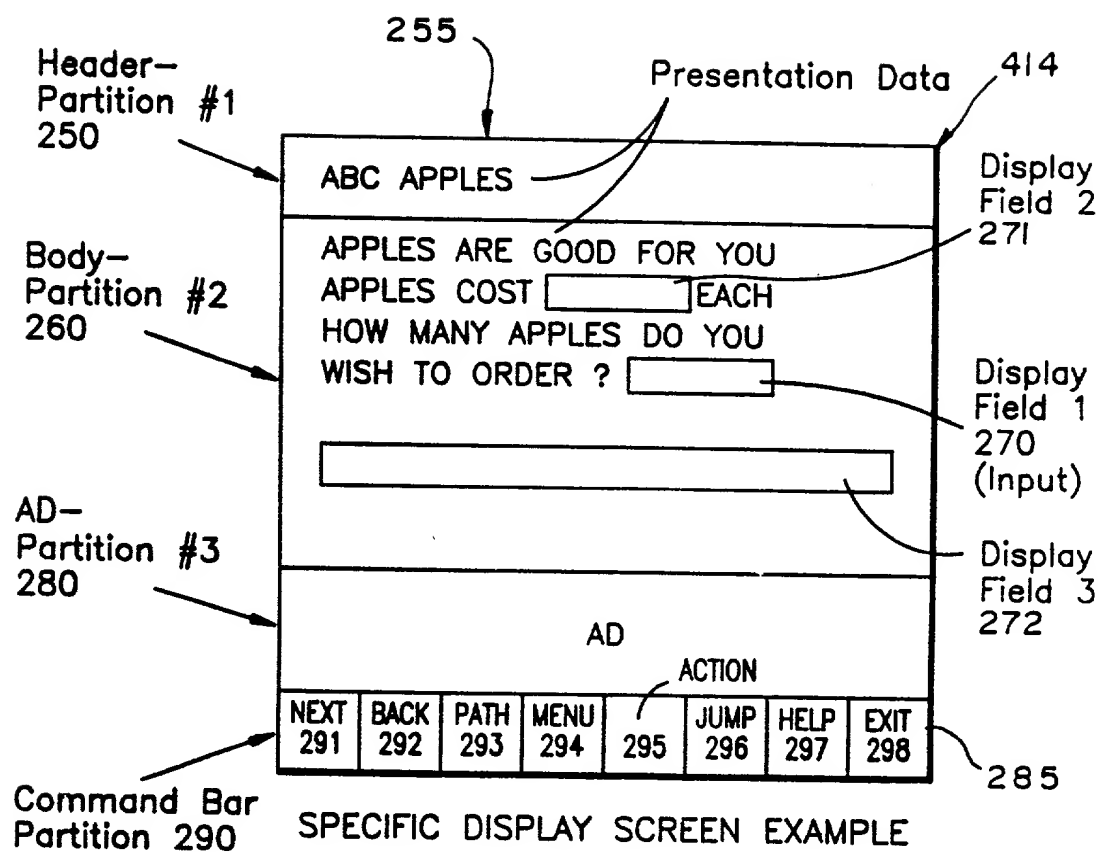 255
Header–
Partition #1
250
Presentation Data
414
ABC APPLES
Display
Field 2
271
Body–
Partition #2
260
APPLES ARE GOOD FOR YOU
APPLES COST EACH
HOW MANY APPLES DO YOU
WISH TO ORDER ?
Display
Field 1
270
(Input)
AD–
Partition #3
280
Display
Field 3
272
AD
ACTION
NEXT BACK PATH MENU JUMP HELP EXIT
291 292 293 294 295 296 297 298
285
Command Bar
Partition 290
SPECIFIC DISPLAY SCREEN EXAMPLE